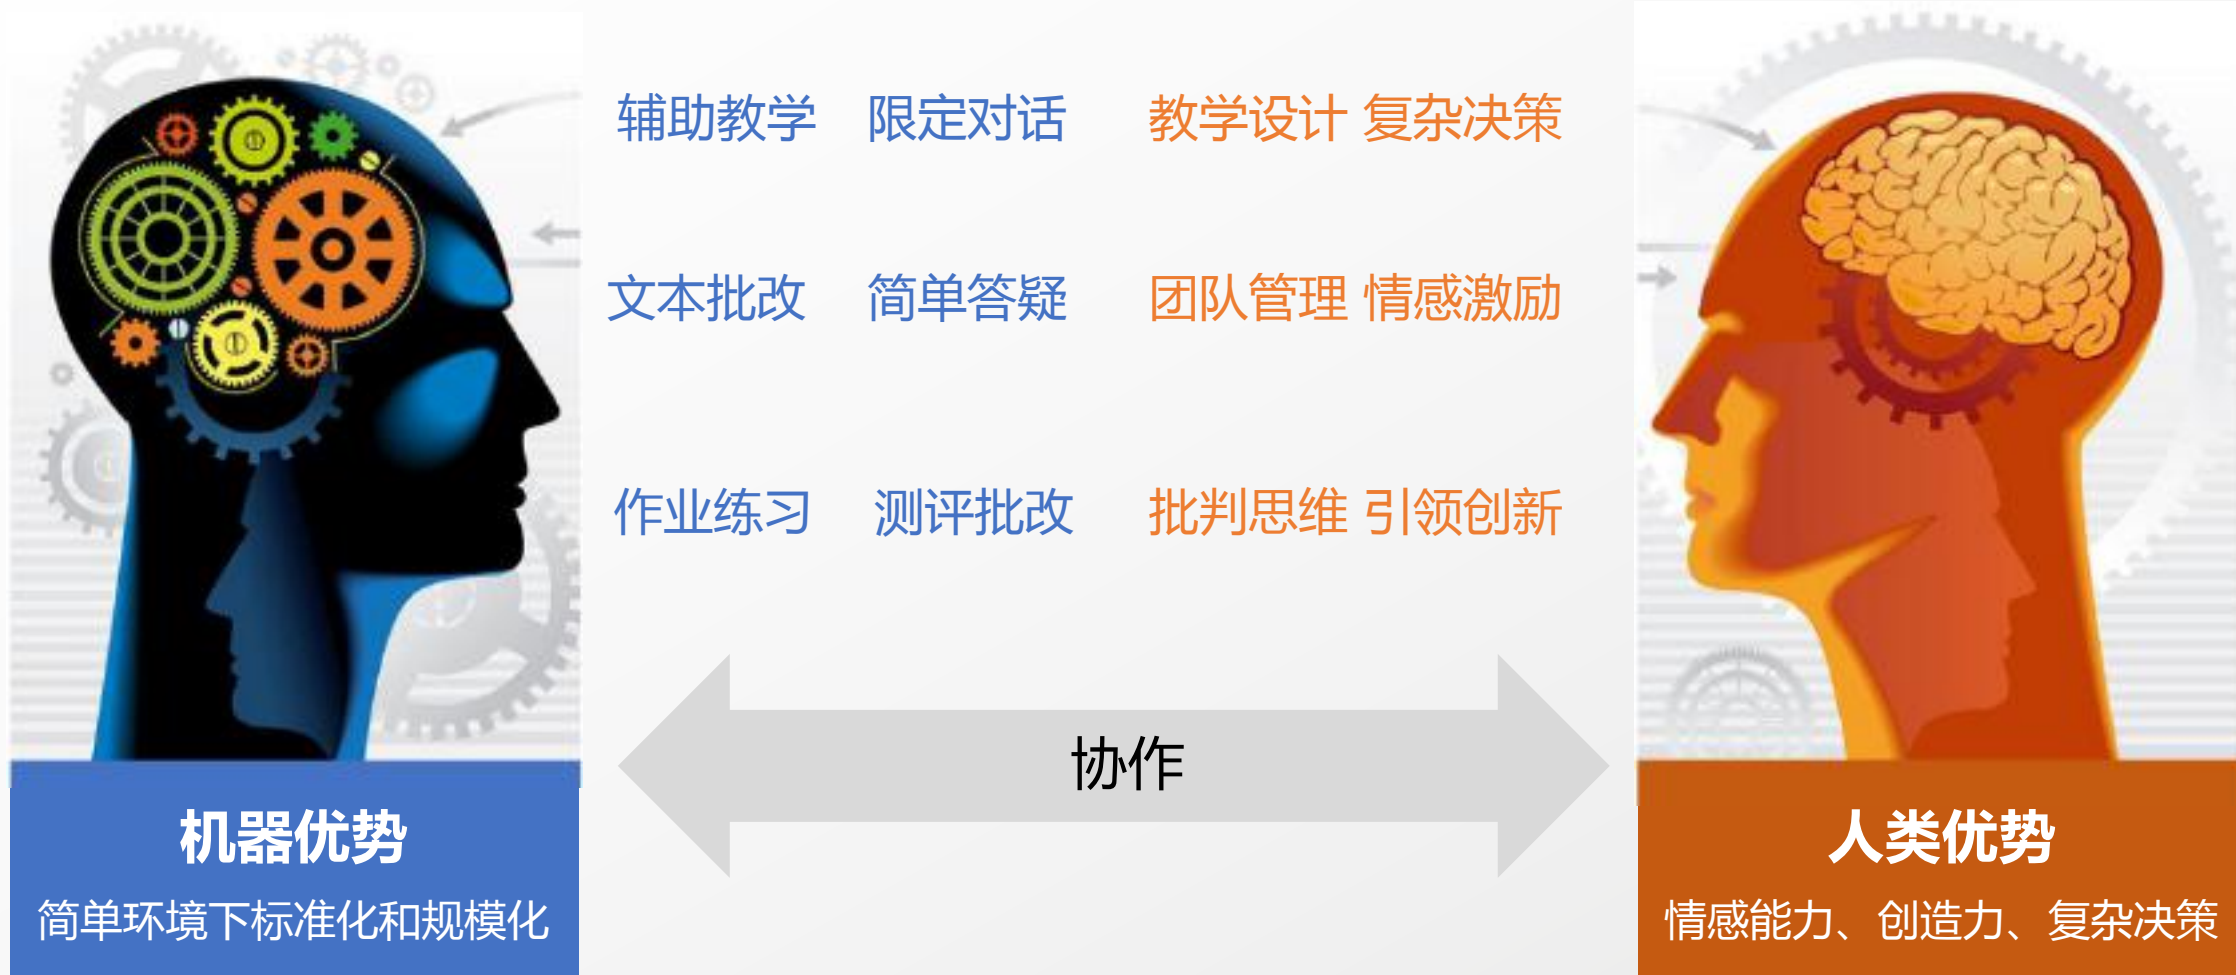 辅助教学 限定对话 教学设计 复杂决策
文本批改 简单答疑 团队管理 情感激励
作业练习 测评批改 批判思维 引领创新
协作
机器优势
简单环境下标准化和规模化
人类优势
情感能力、创造力、复杂决策